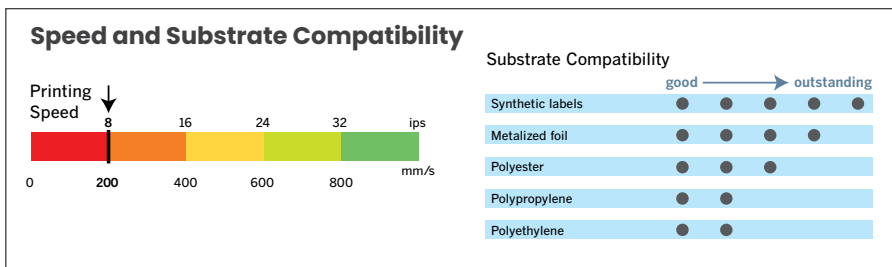 Speed and Substrate Compatibility
Printing
Speed
8 16 24 32 ips
mm/s
0 200 400 600 800
Substrate Compatibility
good outstanding
Synthetic labels
Metalized foil
Polyester
Polypropylene
Polyethylene